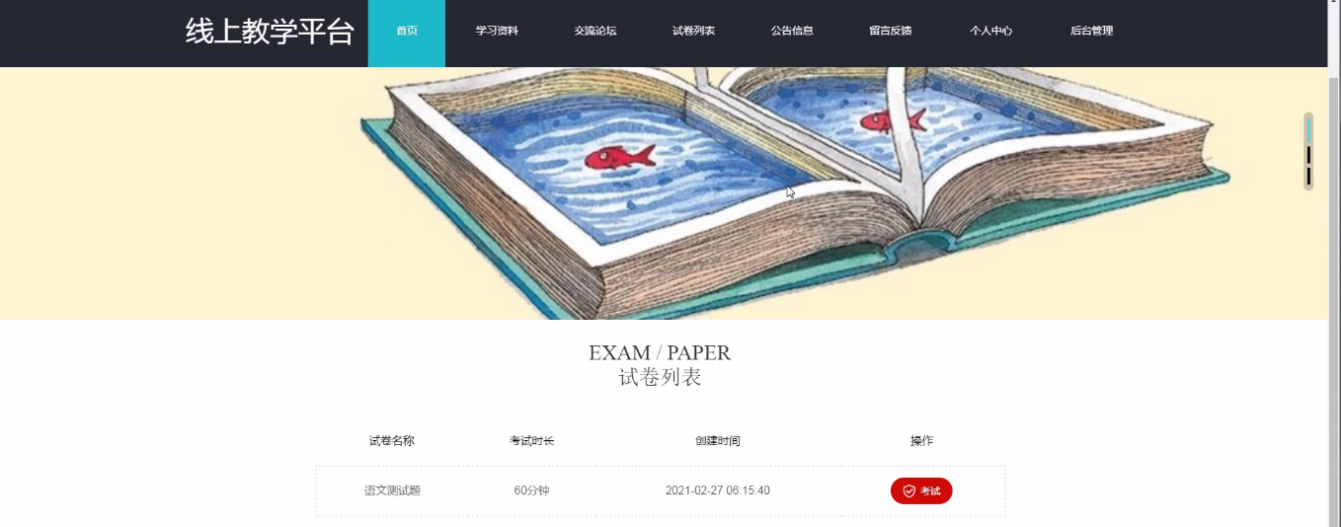 线上教学平台 首页 学习资料 交流论坛 试卷列表 公告信息 留言反馈 个人中心 后台管理
EXAM / PAPER
试卷列表
试卷名称 考试时长 创建时间 操作
语文测试题 60分钟 2021-02-27 06:15:40 考试